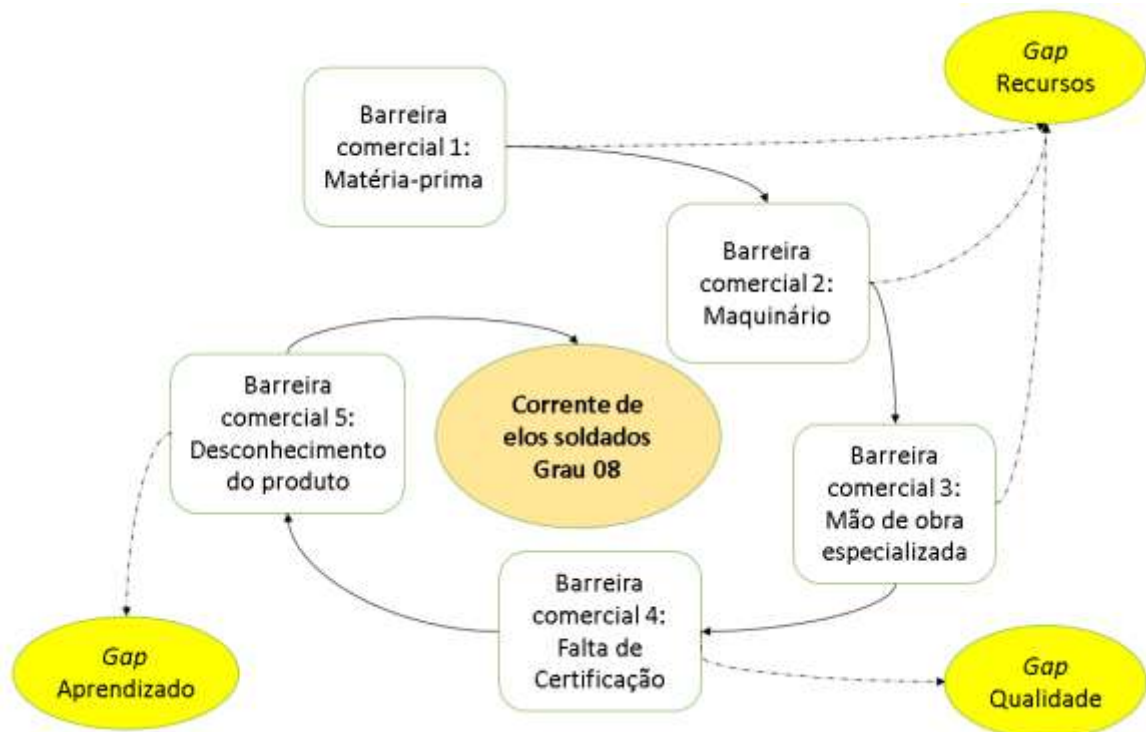 Gap
Recursos
Barreira
comercial 1:
Matéria-prima
Barreira
comercial 2:
Maquinário
Barreira
comercial 5:
Desconhecimento
do produto
Corrente de
elos soldados
Grau 08
Barreira
comercial 3:
Mão de obra
especializada
Barreira
comercial 4:
Falta de
Certificação
Gap
Aprendizado
Gap
Qualidade